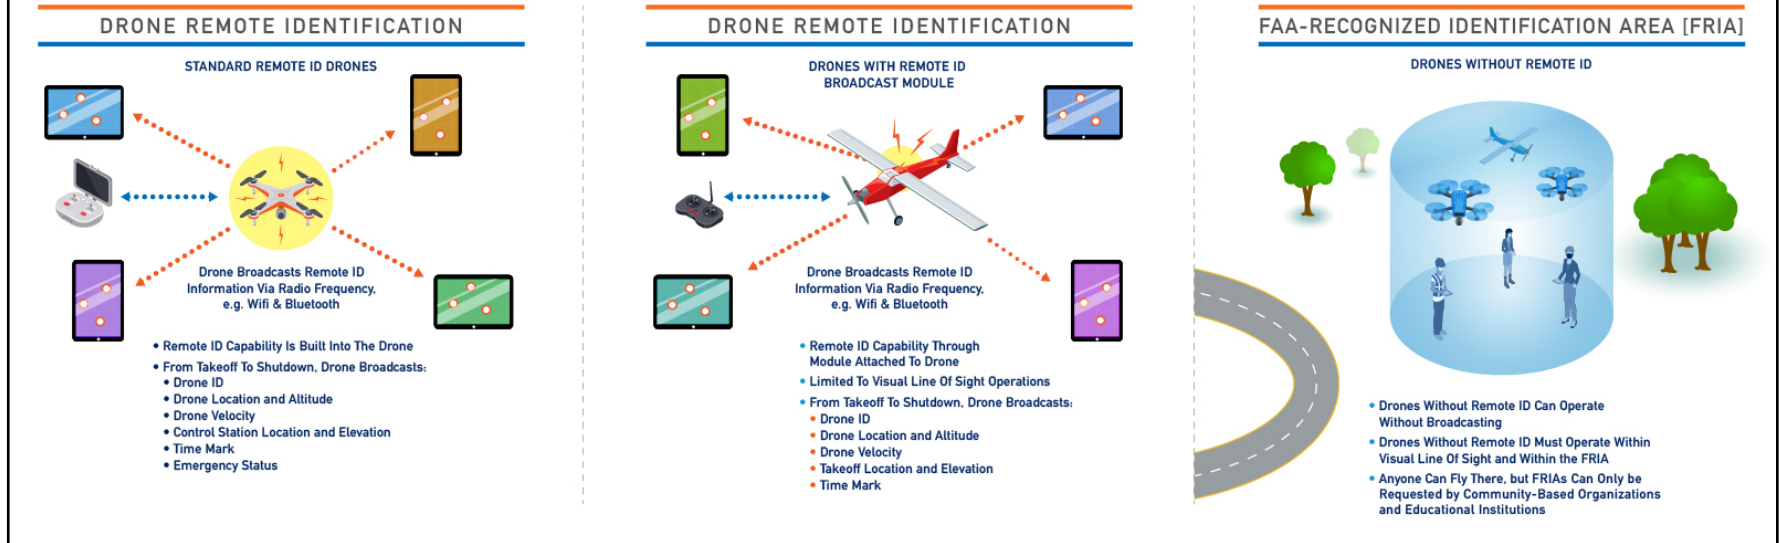 DRONE REMOTE IDENTIFICATION
STANDARD REMOTE ID DRONES
Drone Broadcasts Remote ID
Information Via Radio Frequency,
e.g. Wifi & Bluetooth
• Remote ID Capability Is Built Into The Drone
• From Takeoff To Shutdown, Drone Broadcasts:
• Drone ID
• Drone Location and Altitude
• Drone Velocity
• Control Station Location and Elevation
• Time Mark
• Emergency Status
DRONE REMOTE IDENTIFICATION
DRONES WITH REMOTE ID
BROADCAST MODULE
Drone Broadcasts Remote ID
Information Via Radio Frequency,
e.g. Wifi & Bluetooth
• Remote ID Capability Through
Module Attached To Drone
• Limited To Visual Line Of Sight Operations
• From Takeoff To Shutdown, Drone Broadcasts:
• Drone ID
• Drone Location and Altitude
• Drone Velocity
• Takeoff Location and Elevation
• Time Mark
FAA-RECOGNIZED IDENTIFICATION AREA [FRIA]
DRONES WITHOUT REMOTE ID
• Drones Without Remote ID Can Operate
Without Broadcasting
• Drones Without Remote ID Must Operate Within
Visual Line Of Sight and Within the FRIA
• Anyone Can Fly There, but FRIAs Can Only be
Requested by Community-Based Organizations
and Educational Institutions